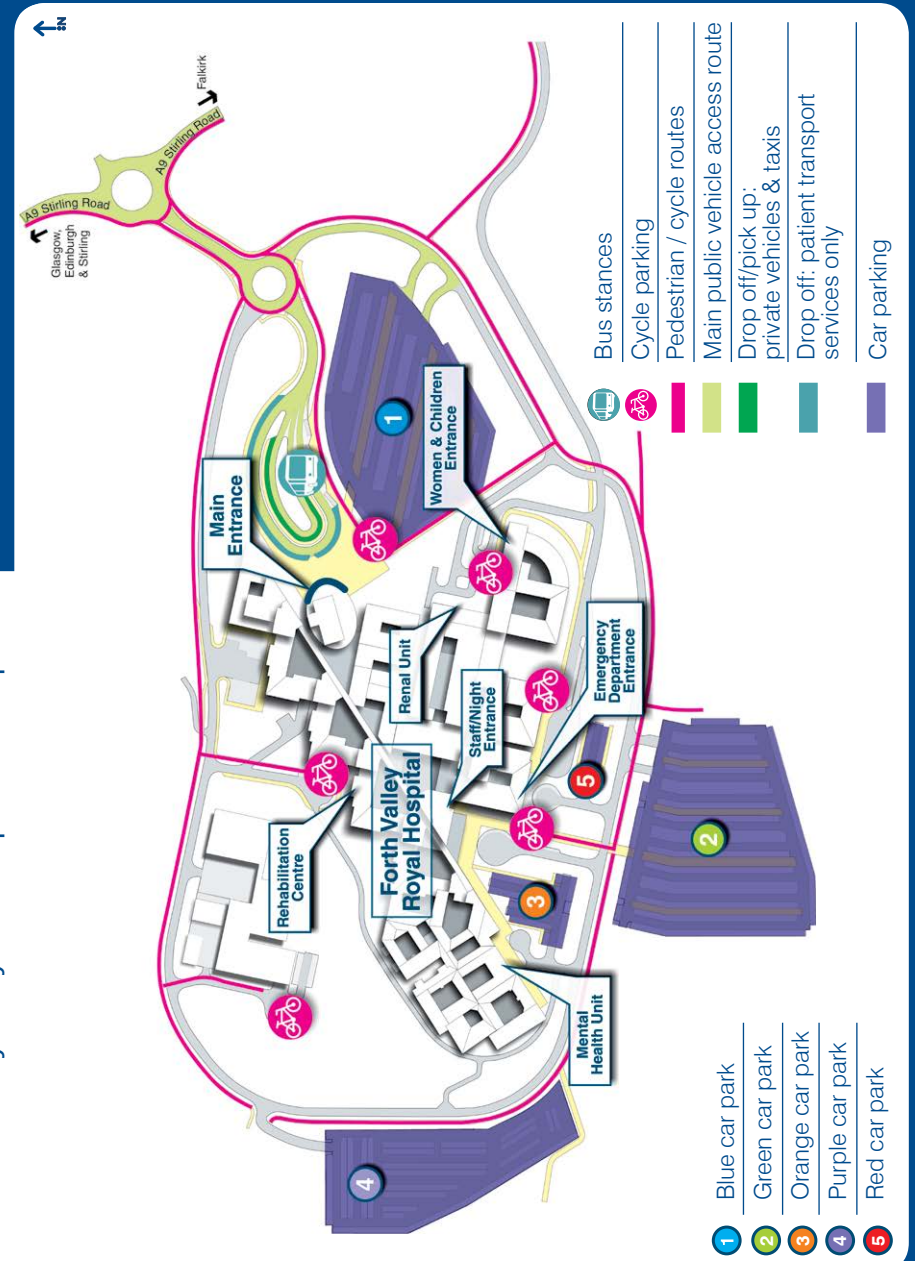 N
Glasgow,
Edinburgh
& Stirling
A9 Stirling Road
A9 Stirling Road
Falkirk
Main
Entrance
1
Women & Children
Entrance
Renal Unit
Staff/Night
Entrance
Emergency
Department
Entrance
Rehabilitation
Centre
Forth Valley
Royal Hospital
5
2
3
Mental
Health Unit
4
Bus stances
Cycle parking
Pedestrian / cycle routes
Main public vehicle access route
Drop off/pick up:
private vehicles & taxis
Drop off: patient transport
services only
Car parking
1 Blue car park
2 Green car park
3 Orange car park
4 Purple car park
5 Red car park